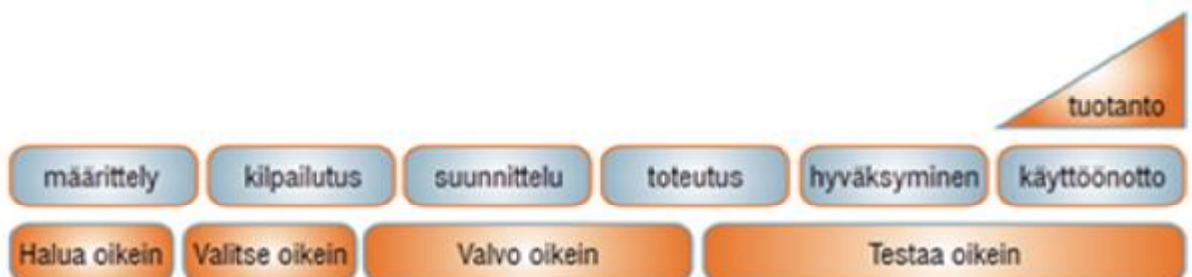 tuotanto
määrittely kilpailutus suunnittelu toteutus hyväksyminen käyttöönotto
Halua oikein Valitse oikein Valvo oikein Testaa oikein